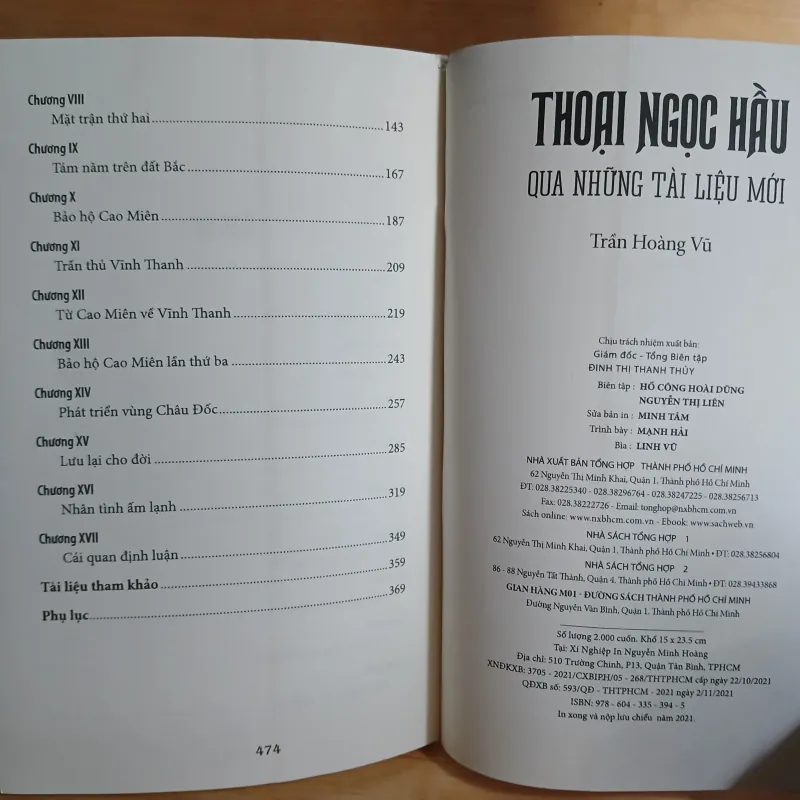 Chương VIII
Mặt trận thứ hai 143
Chương IX
Tám năm trên đất Bắc 167
Chương X
Bảo hộ Cao Miên 187
Chương XI
Trấn thủ Vĩnh Thanh 209
Chương XII
Từ Cao Miên về Vĩnh Thanh 219
Chương XIII
Bảo hộ Cao Miên lần thứ ba 243
Chương XIV
Phát triển vùng Châu Đốc 257
Chương XV
Lưu lại cho đời 285
Chương XVI
Nhân tình ấm lạnh 319
Chương XVII
Cái quan định luận 349
Tài liệu tham khảo 359
Phụ lục 369
474
THOẠI NGỌC HẦU
QUA NHỮNG TÀI LIỆU MỚI
Trần Hoàng Vũ
Chịu trách nhiệm xuất bản:
Giám đốc - Tổng Biên tập
ĐINH THỊ THANH THỦY
Biên tập : HỒ CÔNG HOÀI DŨNG
NGUYỄN THỊ LIÊN
Sửa bản in : MINH TÂM
Trình bày : MẠNH HẢI
Bìa : LINH VŨ
NHÀ XUẤT BẢN TỔNG HỢP THÀNH PHỐ HỒ CHÍ MINH
62 Nguyễn Thị Minh Khai, Quận 1, Thành phố Hồ Chí Minh
ĐT: 028.38225340 - 028.38296764 - 028.38247225 - 028.38256713
Fax: 028.38222726 - Email: tonghop@nxbhcm.com.vn
Sách online: www.nxbhcm.com.vn - Ebook: www.sachweb.vn
NHÀ SÁCH TỔNG HỢP 1
62 Nguyễn Thị Minh Khai, Quận 1, Thành phố Hồ Chí Minh • ĐT: 028.38256804
NHÀ SÁCH TỔNG HỢP 2
86 - 88 Nguyễn Tất Thành, Quận 4, Thành phố Hồ Chí Minh • ĐT: 028.39433868
GIAN HÀNG M01 - ĐƯỜNG SÁCH THÀNH PHỐ HỒ CHÍ MINH
Đường Nguyễn Văn Bình, Quận 1, Thành phố Hồ Chí Minh
Số lượng 2.000 cuốn. Khổ 15 x 23.5 cm
Tại: Xí Nghiệp In Nguyễn Minh Hoàng
Địa chỉ: 510 Trường Chinh, P13, Quận Tân Bình, TPHCM
XNĐKXB: 3705 - 2021/CXBIPH/05 - 268/THTPHCM cấp ngày 22/10/2021
QĐXB số: 593/QĐ - THTPHCM - 2021 ngày 2/11/2021
ISBN: 978 - 604 - 335 - 394 - 5
In xong và nộp lưu chiểu năm 2021.